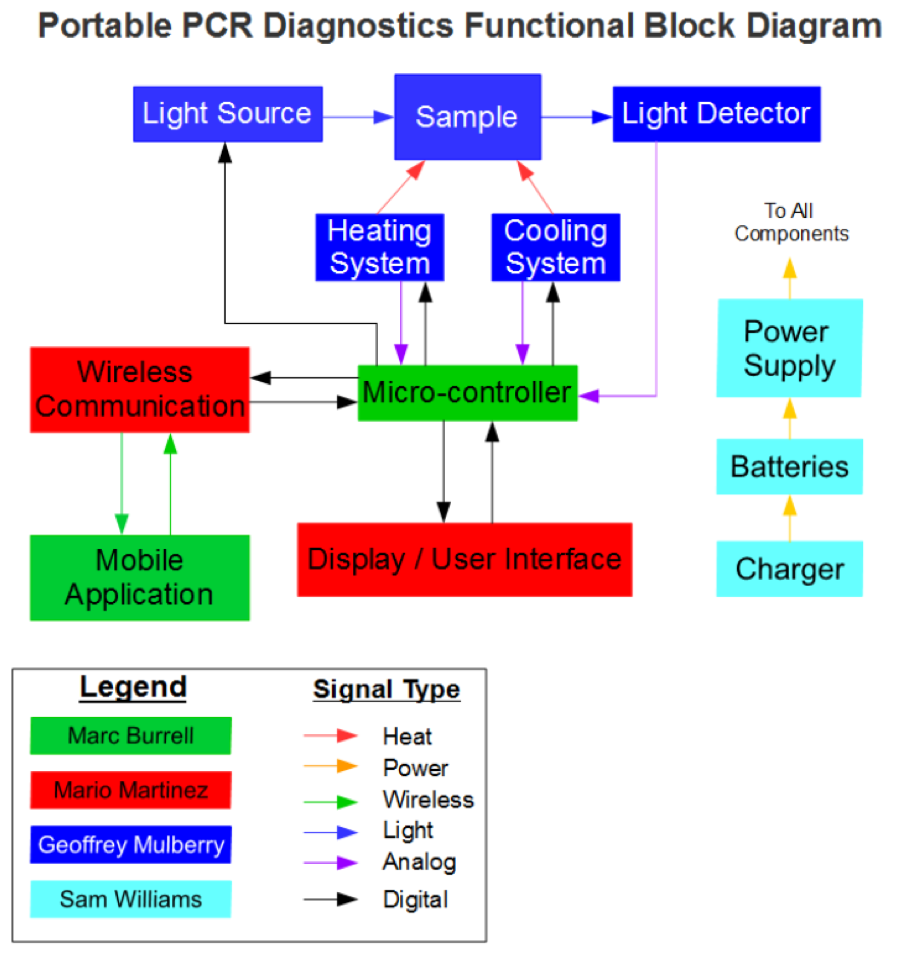 Portable PCR Diagnostics Functional Block Diagram
Light Source
Sample
Light Detector
Heating
System
Cooling
System
To All
Components
Power
Supply
Wireless
Communication
Micro-controller
Batteries
Mobile
Application
Display / User Interface
Charger
Legend
Marc Burrell
Mario Martinez
Geoffrey Mulberry
Sam Williams
Signal Type
Heat
Power
Wireless
Light
Analog
Digital